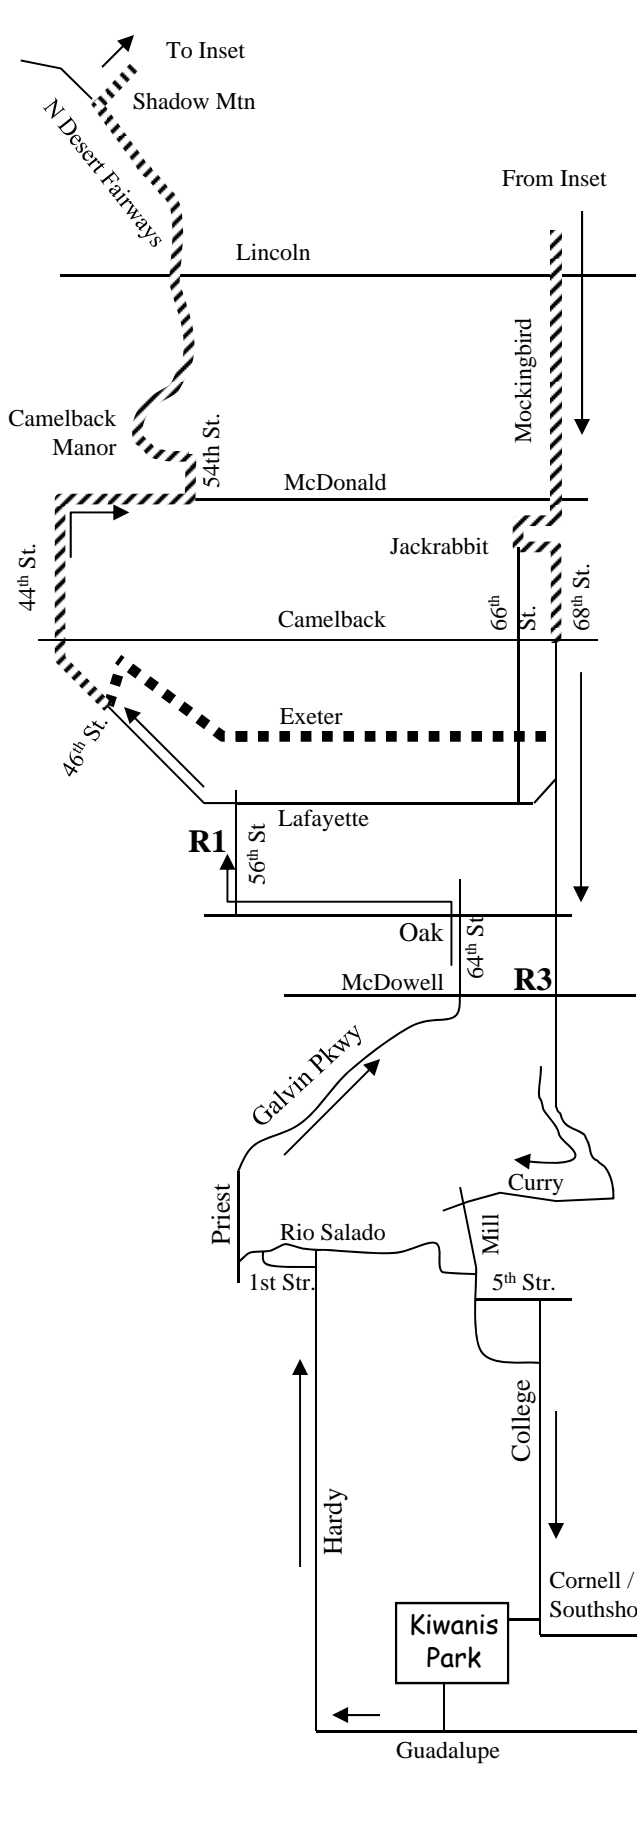 To Inset
Shadow Mtn
N Desert Fairways
From Inset
Lincoln
Mockingbird
Camelback
Manor
54th St.
McDonald
Jackrabbit
44th St.
66th
St.
68th St.
Camelback
Exeter
46th St.
Lafayette
R1
56th St
Oak
64th St
McDowell
R3
Galvin Pkwy
Curry
Priest
Rio Salado
Mill
1st Str.
5th Str.
College
Hardy
Cornell /
Southsho
Kiwanis
Park
Guadalupe